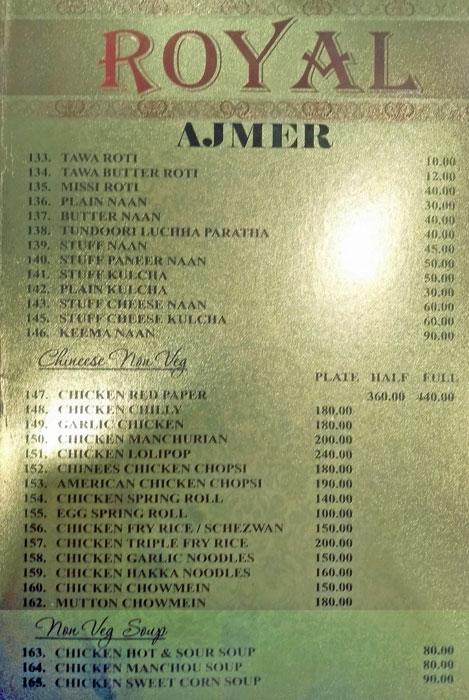 ROYAL
AJMER
133. TAWA ROTI 10.00
134. TAWA BUTTER ROTI 12.00
135. MISSI ROTI 40.00
136. PLAIN NAAN 30.00
137. BUTTER NAAN 40.00
138. TUNDOORI LUCHHA PARATHA 40.00
139. STUFF NAAN 45.00
140. STUFF PANEER NAAN 50.00
141. STUFF KULCHA 50.00
142. PLAIN KULCHA 30.00
143. STUFF CHEESE NAAN 60.00
145. STUFF CHEESE KULCHA 60.00
146. KEEMA NAAN 90.00
Chineese Non Veg
PLATE HALF FULL
147. CHICKEN RED PAPER 360.00 440.00
148. CHICKEN CHILLY 180.00
149. GARLIC CHICKEN 180.00
150. CHICKEN MANCHURIAN 200.00
151. CHICKEN LOLIPOP 240.00
152. CHINEES CHICKEN CHOPSI 180.00
153. AMERICAN CHICKEN CHOPSI 190.00
154. CHICKEN SPRING ROLL 140.00
155. EGG SPRING ROLL 100.00
156. CHICKEN FRY RICE / SCHEZWAN 150.00
157. CHICKEN TRIPLE FRY RICE 200.00
158. CHICKEN GARLIC NOODLES 150.00
159. CHICKEN HAKKA NOODLES 160.00
160. CHICKEN CHOWMEIN 150.00
162. MUTTON CHOWMEIN 180.00
Non Veg Soup
163. CHICKEN HOT & SOUR SOUP 80.00
164. CHICKEN MANCHOU SOUP 80.00
165. CHICKEN SWEET CORN SOUP 90.00